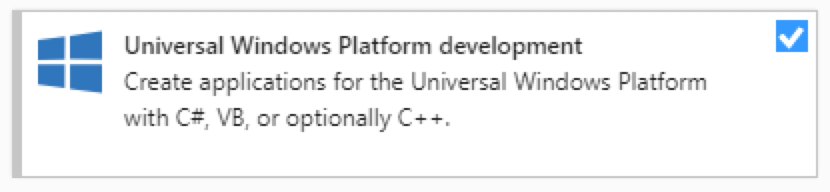 Universal Windows Platform development
Create applications for the Universal Windows Platform
with C#, VB, or optionally C++.